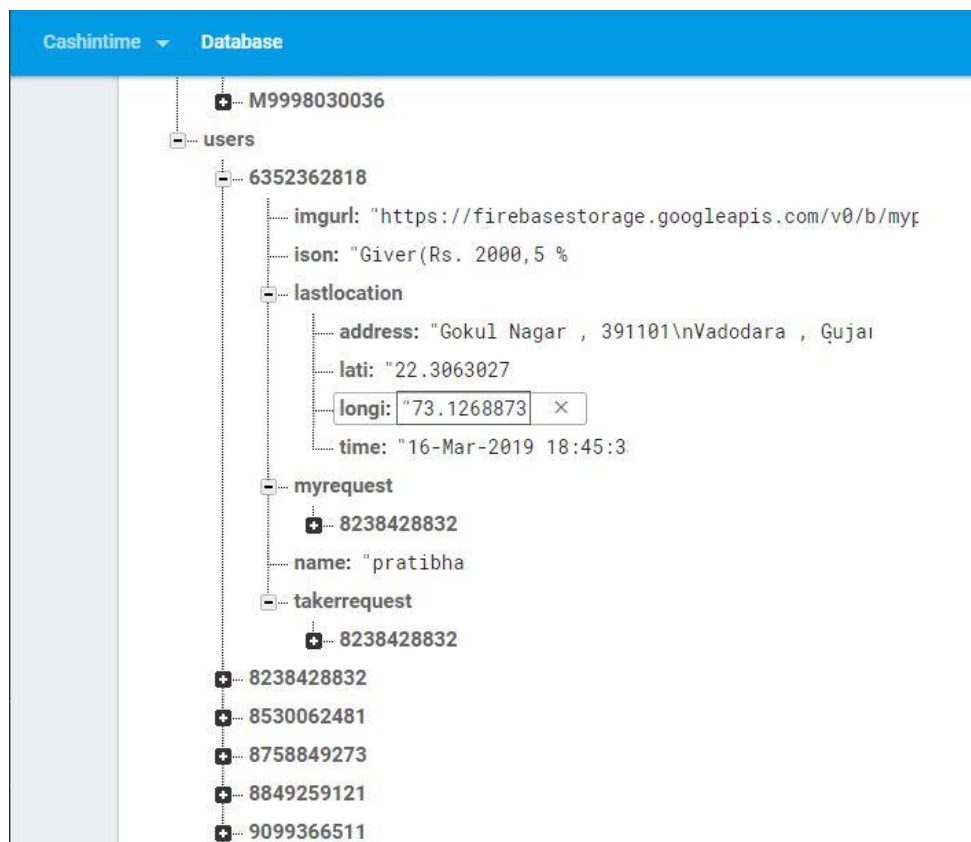 Cashintime Database
M9998030036
users
6352362818
imgurl: "https://firebasestorage.googleapis.com/v0/b/myp
ison: "Giver(Rs. 2000,5 %
lastlocation
address: "Gokul Nagar , 391101\nVadodara , Gujar
lati: "22.3063027
longi: "73.1268873 ×
time: "16-Mar-2019 18:45:3
myrequest
8238428832
name: "pratibha
takerrequest
8238428832
8238428832
8530062481
8758849273
8849259121
9099366511